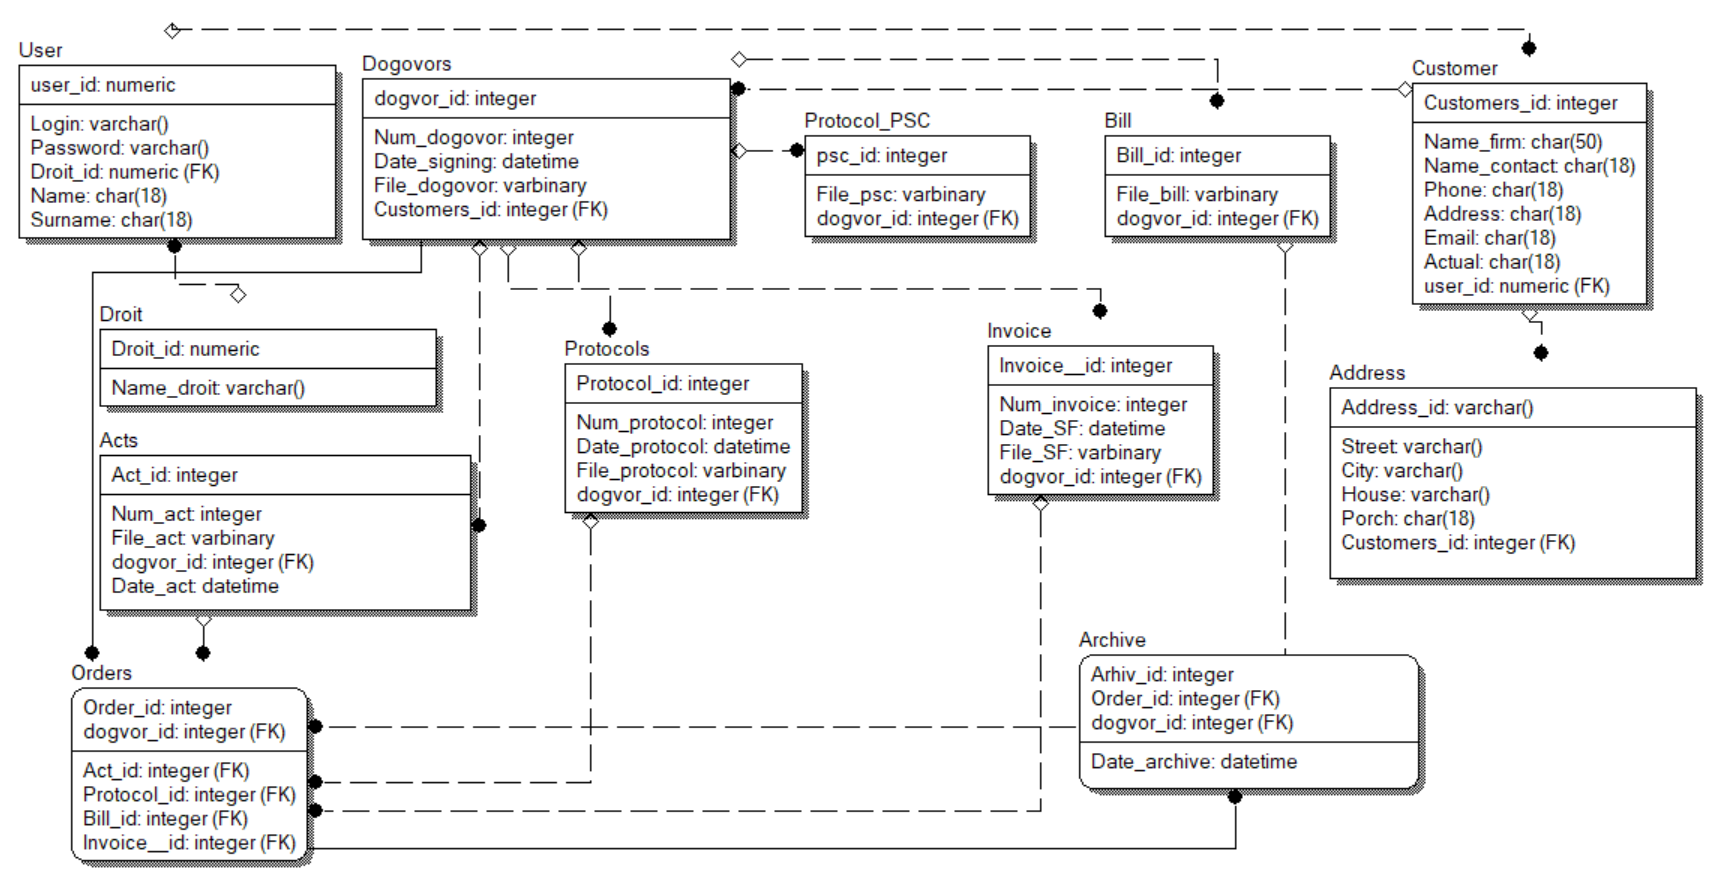 User
user_id: numeric
Login: varchar()
Password: varchar()
Droit_id: numeric (FK)
Name: char(18)
Surname: char(18)
Dogovors
dogvor_id: integer
Num_dogovor: integer
Date_signing: datetime
File_dogovor: varbinary
Customers_id: integer (FK)
Protocol_PSC
psc_id: integer
File_psc: varbinary
dogvor_id: integer (FK)
Bill
Bill_id: integer
File_bill: varbinary
dogvor_id: integer (FK)
Customer
Customers_id: integer
Name_firm: char(50)
Name_contact: char(18)
Phone: char(18)
Address: char(18)
Email: char(18)
Actual: char(18)
user_id: numeric (FK)
Droit
Droit_id: numeric
Name_droit: varchar()
Protocols
Protocol_id: integer
Num_protocol: integer
Date_protocol: datetime
File_protocol: varbinary
dogvor_id: integer (FK)
Invoice
Invoice__id: integer
Num_invoice: integer
Date_SF: datetime
File_SF: varbinary
dogvor_id: integer (FK)
Address
Address_id: varchar()
Street: varchar()
City: varchar()
House: varchar()
Porch: char(18)
Customers_id: integer (FK)
Acts
Act_id: integer
Num_act: integer
File_act: varbinary
dogvor_id: integer (FK)
Date_act: datetime
Orders
Order_id: integer
dogvor_id: integer (FK)
Act_id: integer (FK)
Protocol_id: integer (FK)
Bill_id: integer (FK)
Invoice__id: integer (FK)
Archive
Arhiv_id: integer
Order_id: integer (FK)
dogvor_id: integer (FK)
Date_archive: datetime